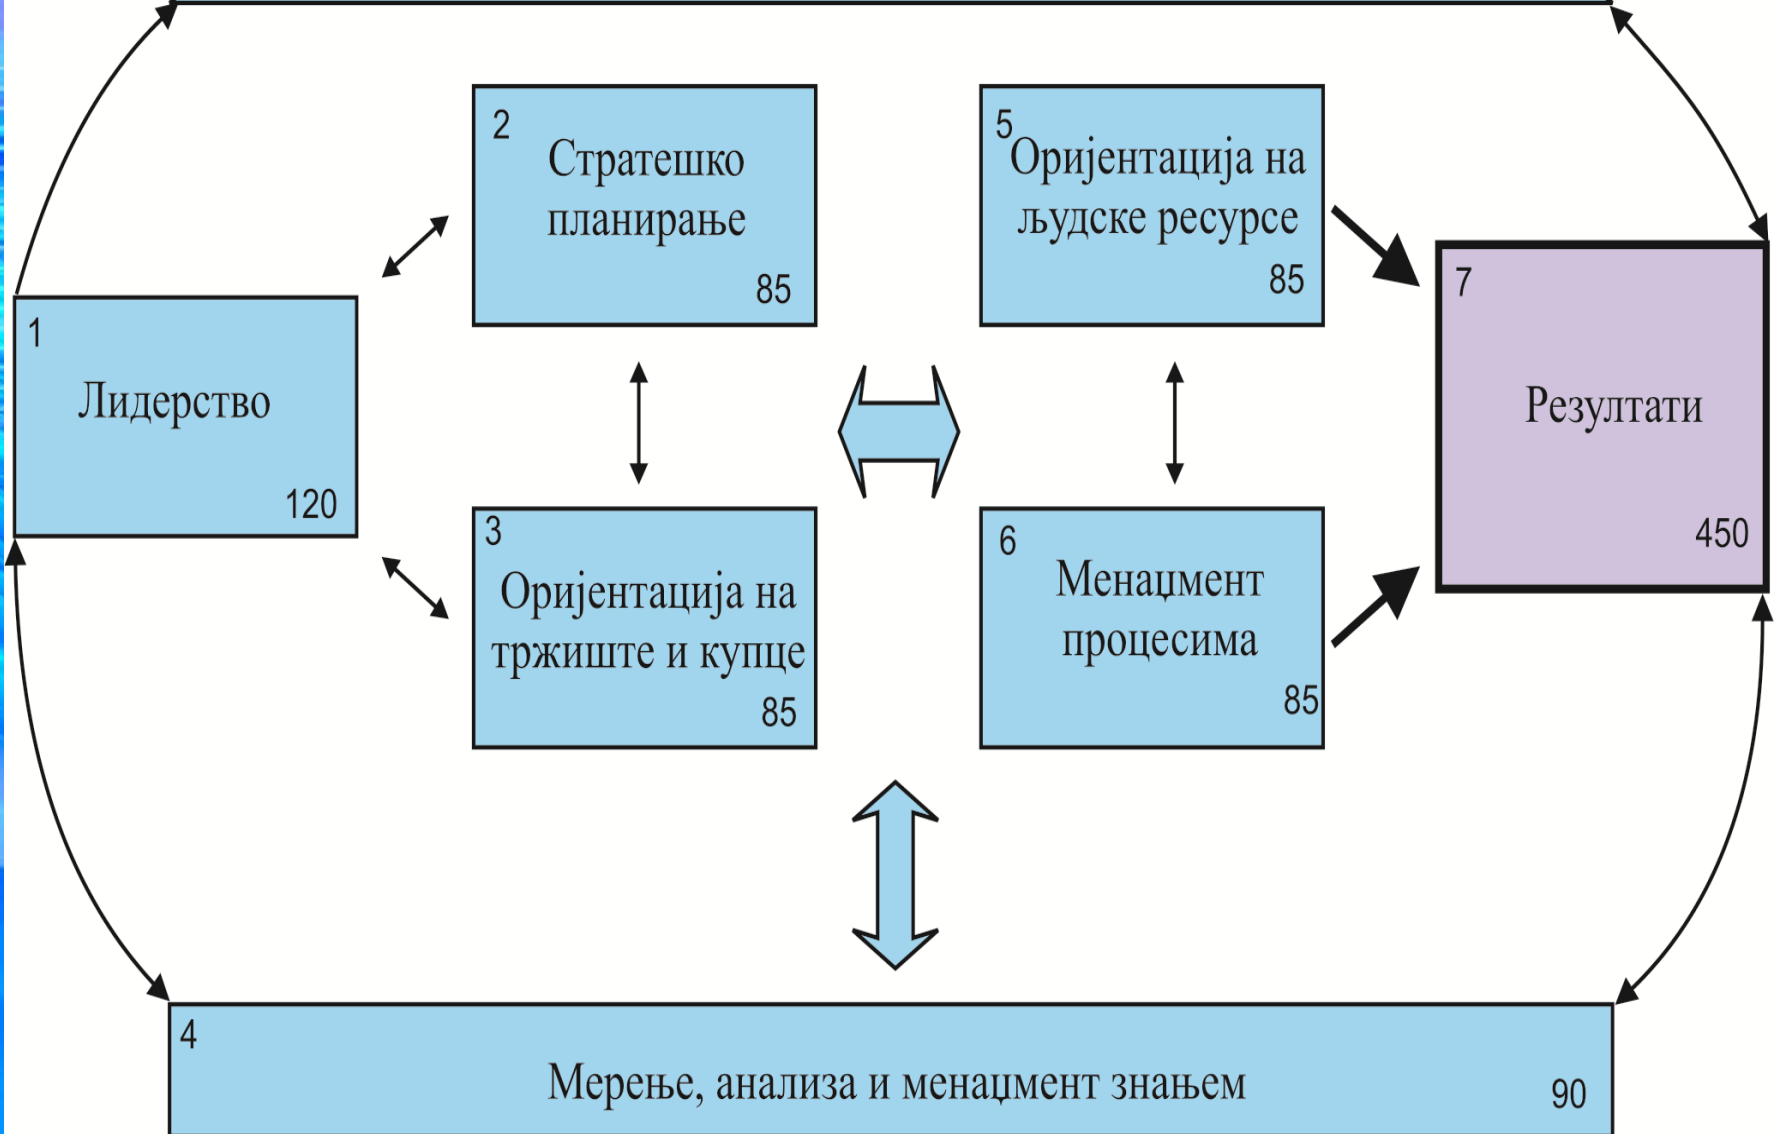 1
Лидерство
120
2
Стратешко
планирање
85
3
Оријентација на
тржиште и купце
85
5
Оријентација на
људске ресурсе
85
6
Менаџмент
процесима
85
7
Резултати
450
4
Мерење, анализа и менаџмент знањем
90